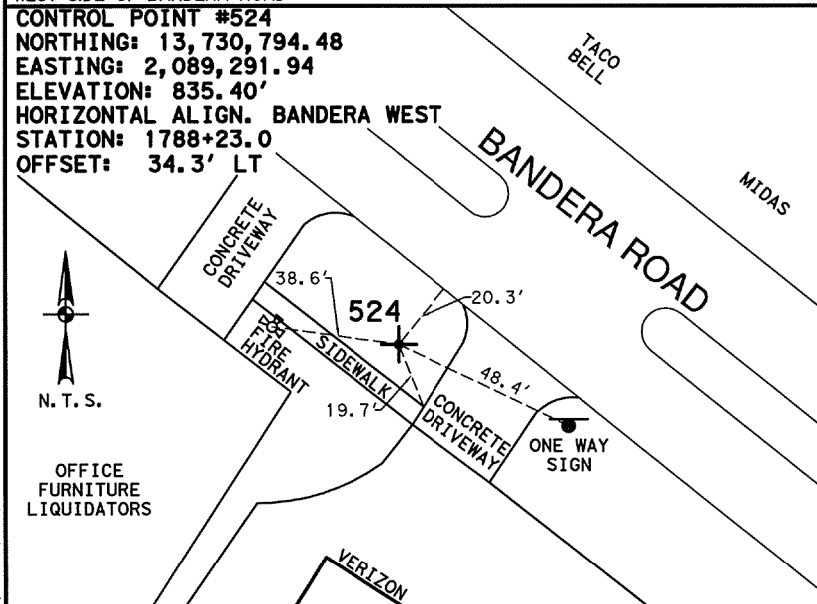 CONTROL POINT #524
NORTHING: 13,730,794.48
EASTING: 2,089,291.94
ELEVATION: 835.40'
HORIZONTAL ALIGN. BANDERA WEST
STATION: 1788+23.0
OFFSET: 34.3' LT
TACO
BELL
BANDERA ROAD
MIDAS
CONCRETE
DRIVEWAY
38.6'
524
20.3'
FIRE
HYDRANT
SIDEWALK
48.4'
19.7'
CONCRETE
DRIVEWAY
ONE WAY
SIGN
N.T.S.
OFFICE
FURNITURE
LIQUIDATORS
VERIZON